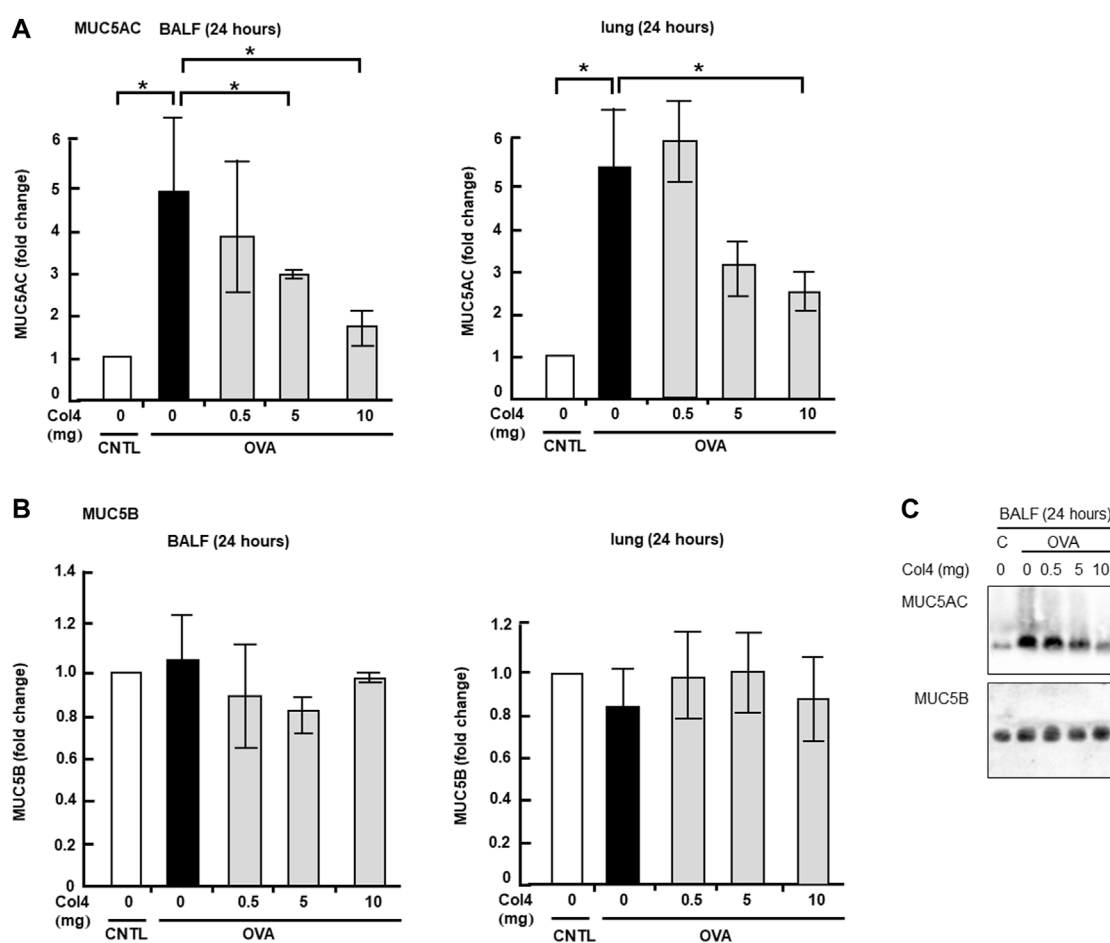 A MUC5AC BALF (24 hours)
* * *
MUC5AC (fold change)
6
5
4
3
2
1
0
Col4 0 0 0.5 5 10
(mg)
CNTL OVA
lung (24 hours)
* *
MUC5AC (fold change)
6
5
4
3
2
1
0
Col4 0 0 0.5 5 10
(mg)
CNTL OVA
B MUC5B
BALF (24 hours)
MUC5B (fold change)
1.4
1.2
1.0
0.8
0.6
0.4
0.2
0
Col4 0 0 0.5 5 10
(mg)
CNTL OVA
lung (24 hours)
MUC5B (fold change)
1.4
1.2
1.0
0.8
0.6
0.4
0.2
0
Col4 0 0 0.5 5 10
(mg)
CNTL OVA
C
BALF (24 hours)
C OVA
Col4 (mg) 0 0 0.5 5 10
MUC5AC
MUC5B